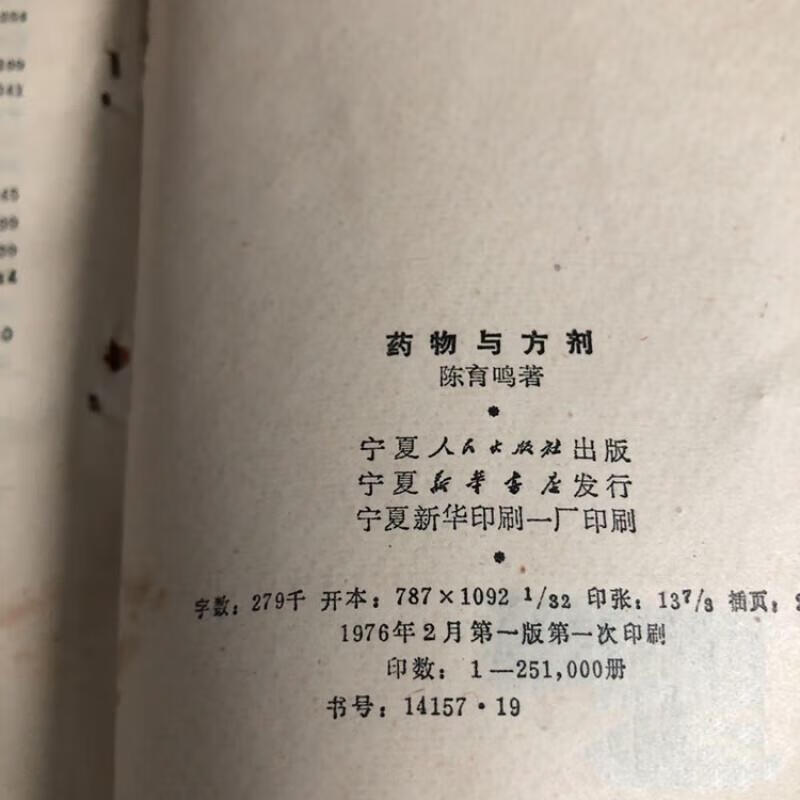 药物与方剂
陈育鸣著
宁夏人民出版社出版
宁夏新华书店发行
宁夏新华印刷一厂印刷
字数：279千 开本：787×1092 1/32 印张：13 7/8 插页：
1976年2月第一版第一次印刷
印数：1—251,000册
书号：14157·19